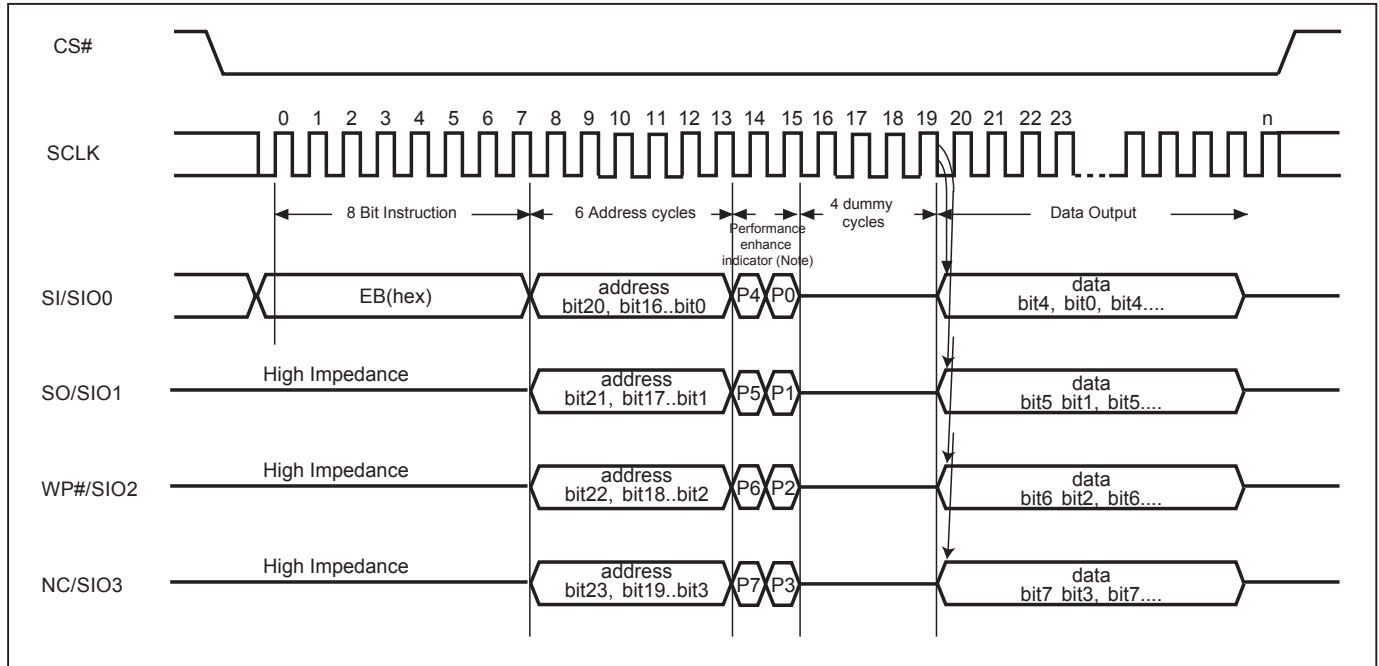 CS#
0 1 2 3 4 5 6 7 8 9 10 11 12 13 14 15 16 17 18 19 20 21 22 23 n
SCLK
8 Bit Instruction
6 Address cycles
Performance
enhance
indicator (Note)
4 dummy
cycles
Data Output
SI/SIO0
EB(hex)
address
bit20, bit16..bit0
P4 P0
data
bit4, bit0, bit4....
SO/SIO1
High Impedance
address
bit21, bit17..bit1
P5 P1
data
bit5 bit1, bit5....
WP#/SIO2
High Impedance
address
bit22, bit18..bit2
P6 P2
data
bit6 bit2, bit6....
NC/SIO3
High Impedance
address
bit23, bit19..bit3
P7 P3
data
bit7 bit3, bit7....